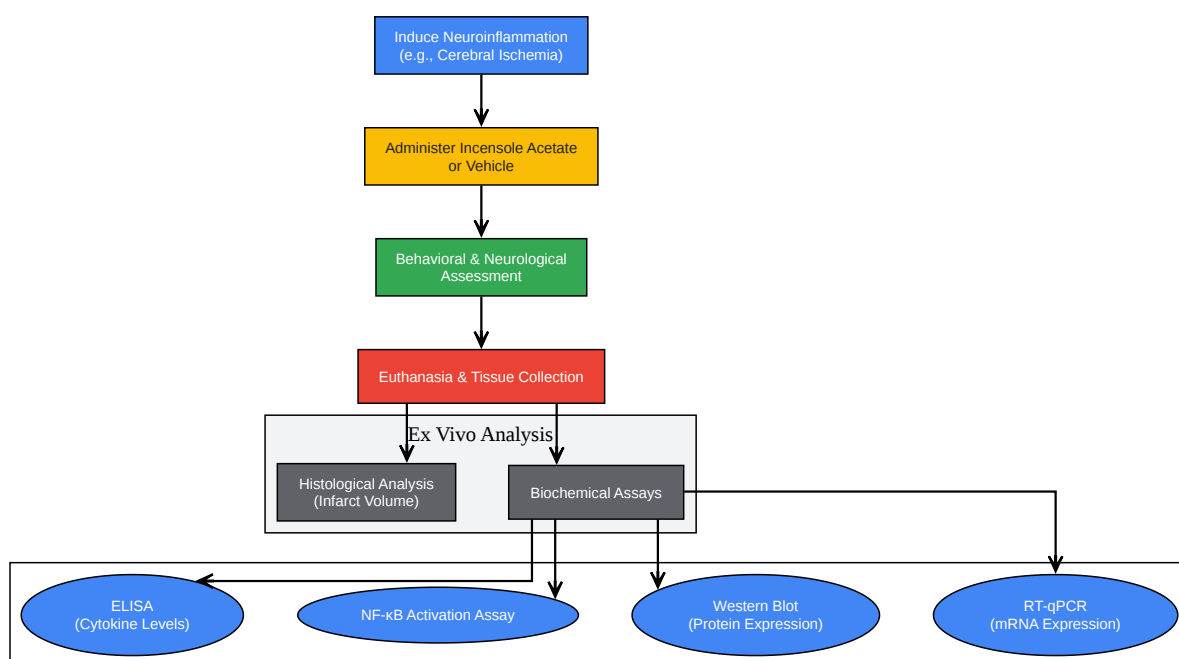 Induce Neuroinflammation
(e.g., Cerebral Ischemia)
Administer Incensole Acetate
or Vehicle
Behavioral & Neurological
Assessment
Euthanasia & Tissue Collection
Ex Vivo Analysis
Histological Analysis
(Infarct Volume)
Biochemical Assays
ELISA
(Cytokine Levels)
NF-κB Activation Assay
Western Blot
(Protein Expression)
RT-qPCR
(mRNA Expression)